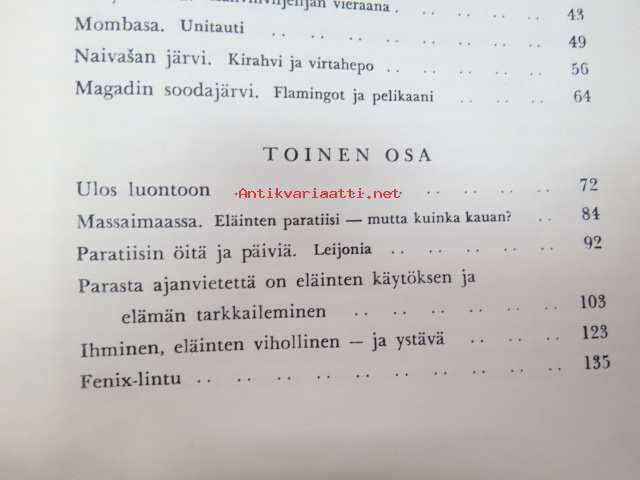 vieraana . 43
Mombasa. Unitauti .. .. .. .. .. .. 49
Naivašan järvi. Kirahvi ja virtahepo .. .. .. .. 56
Magadin soodajärvi. Flamingot ja pelikaani .. .. .. 64
TOINEN OSA
Ulos luontoon .. .. .. .. .. .. .. 72
Antikvariaatti.net
Massaimaassa. Eläinten paratiisi — mutta kuinka kauan? .. 84
Paratiisin öitä ja päiviä. Leijonia .. .. .. .. .. 92
Parasta ajanvietettä on eläinten käytöksen ja
elämän tarkkaileminen .. .. .. .. .. .. 103
Ihminen, eläinten vihollinen — ja ystävä .. .. .. 123
Fenix-lintu .. .. .. .. .. .. .. .. .. 135